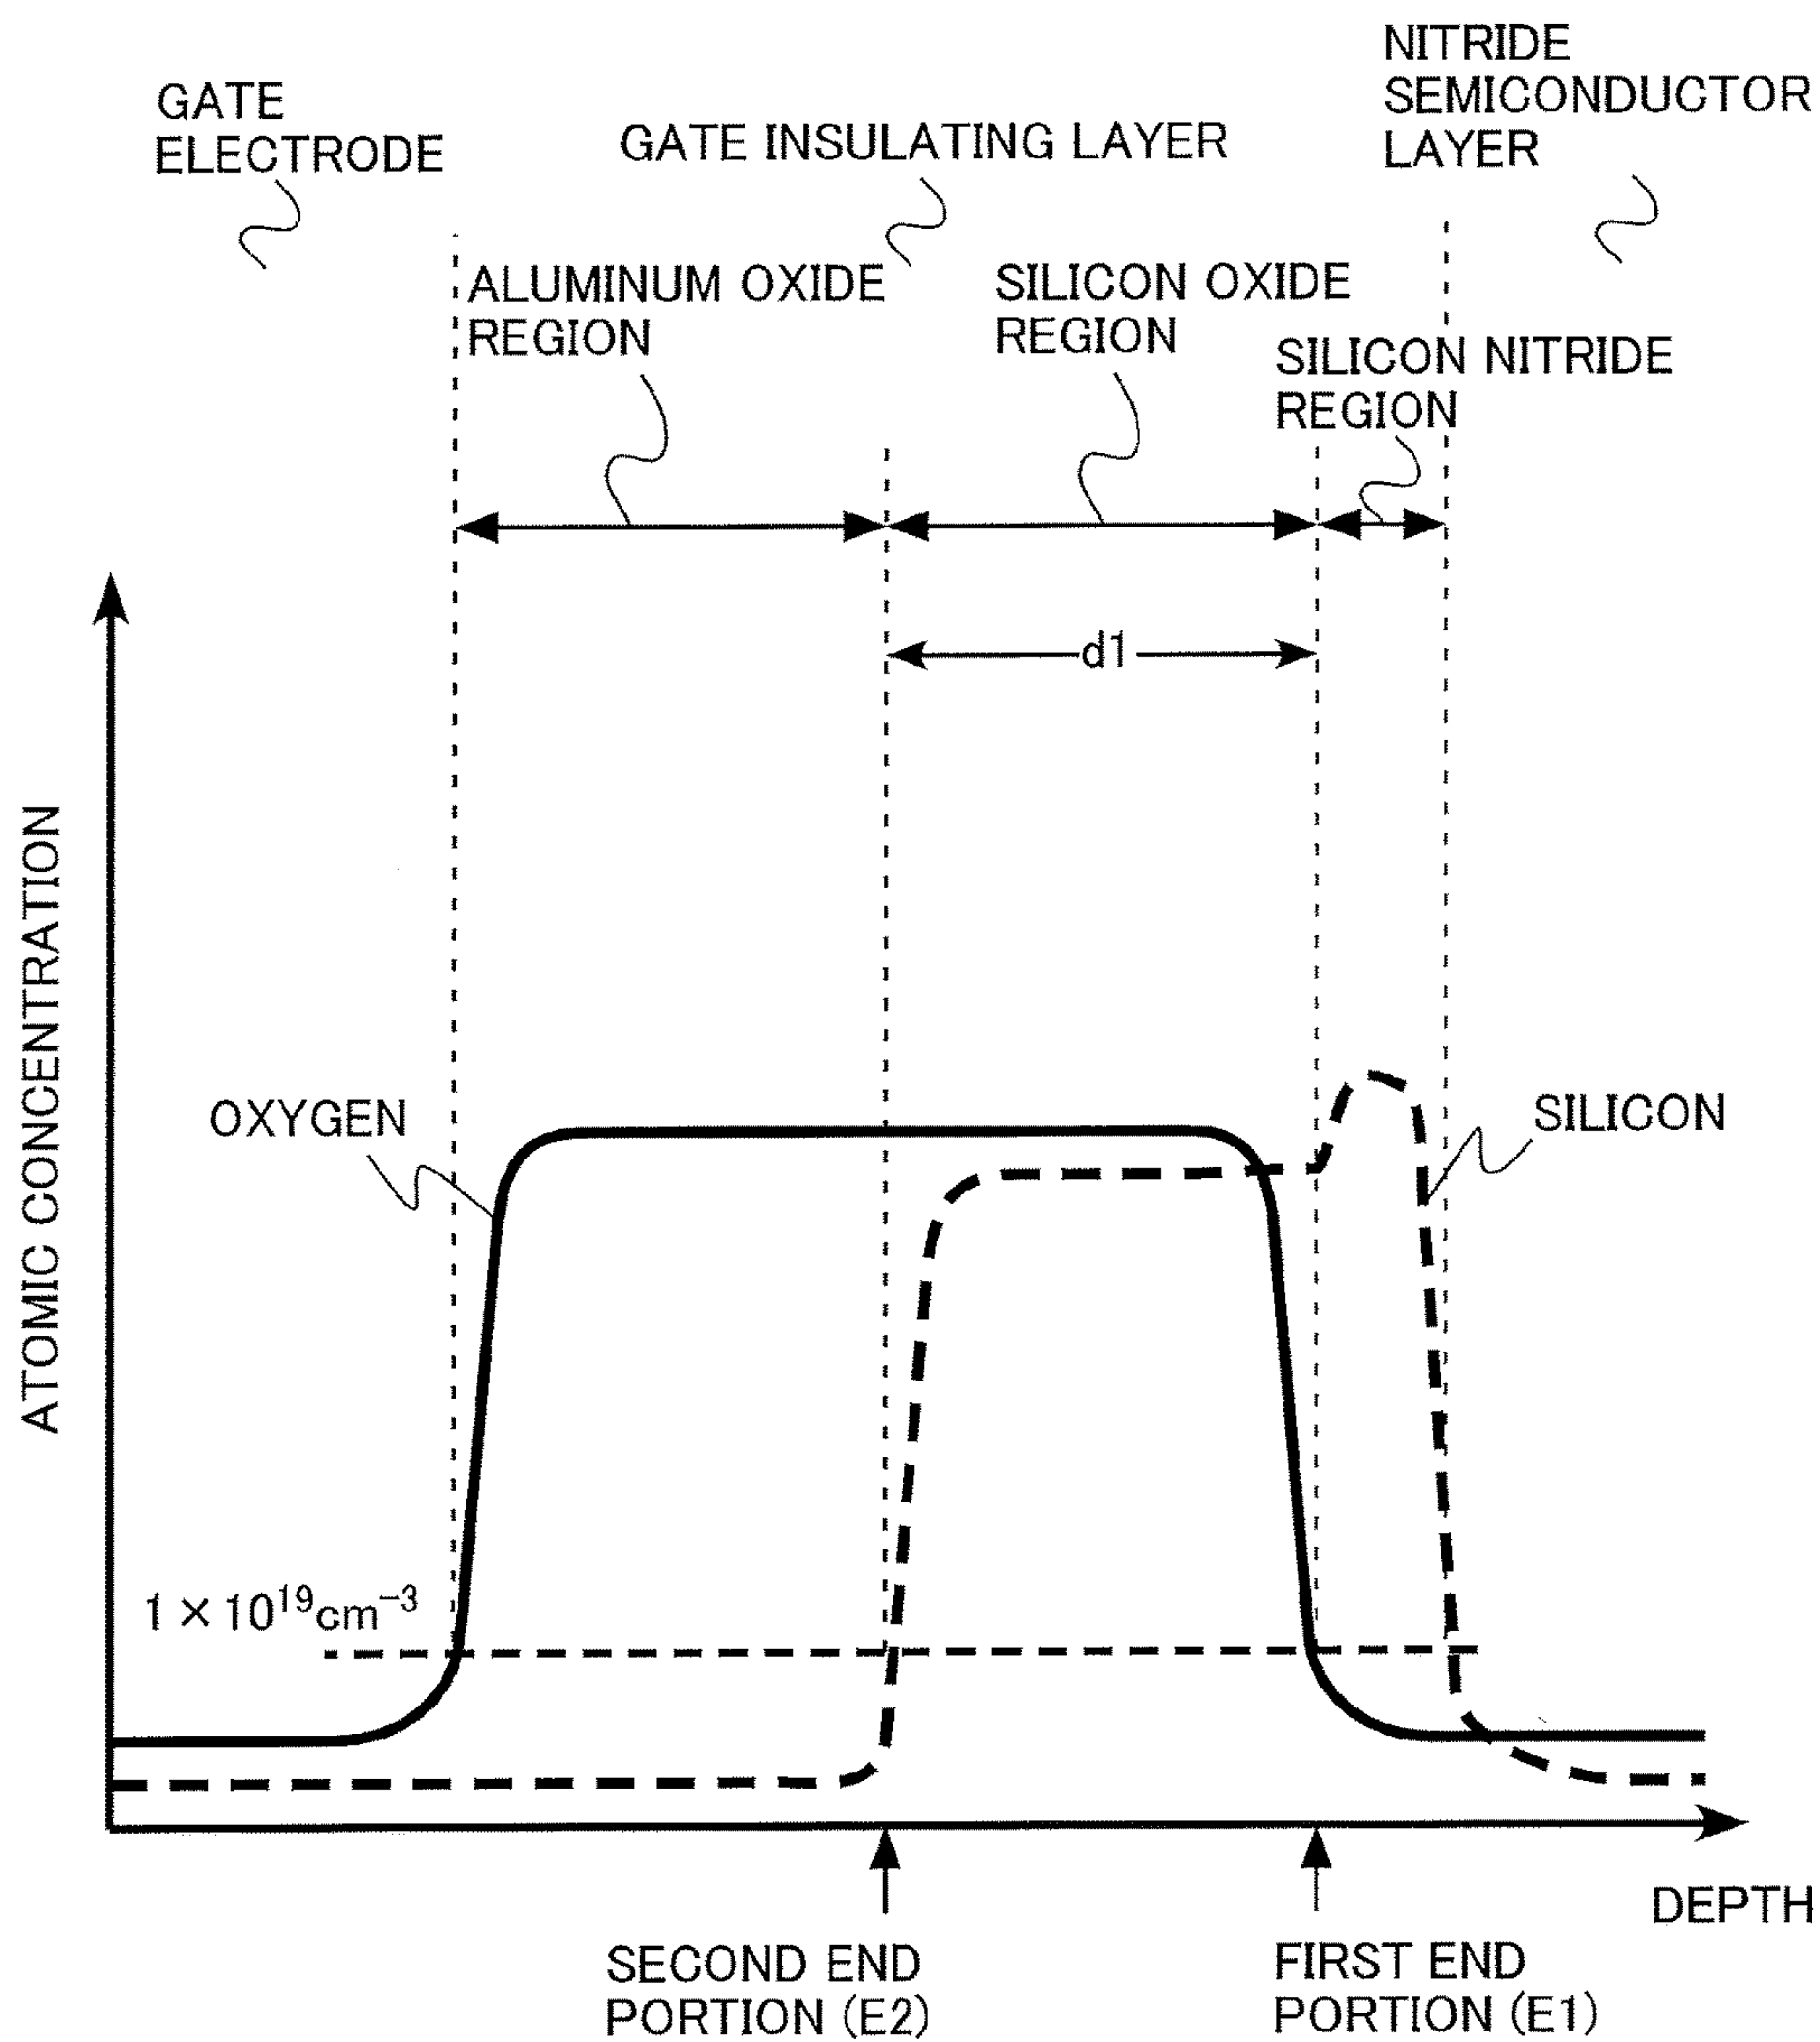 GATE
ELECTRODE
GATE INSULATING LAYER
NITRIDE
SEMICONDUCTOR
LAYER
ALUMINUM OXIDE
REGION
SILICON OXIDE
REGION
SILICON NITRIDE
REGION
d1
ATOMIC CONCENTRATION
OXYGEN
SILICON
1×10¹⁹cm⁻³
DEPTH
SECOND END
PORTION (E2)
FIRST END
PORTION (E1)